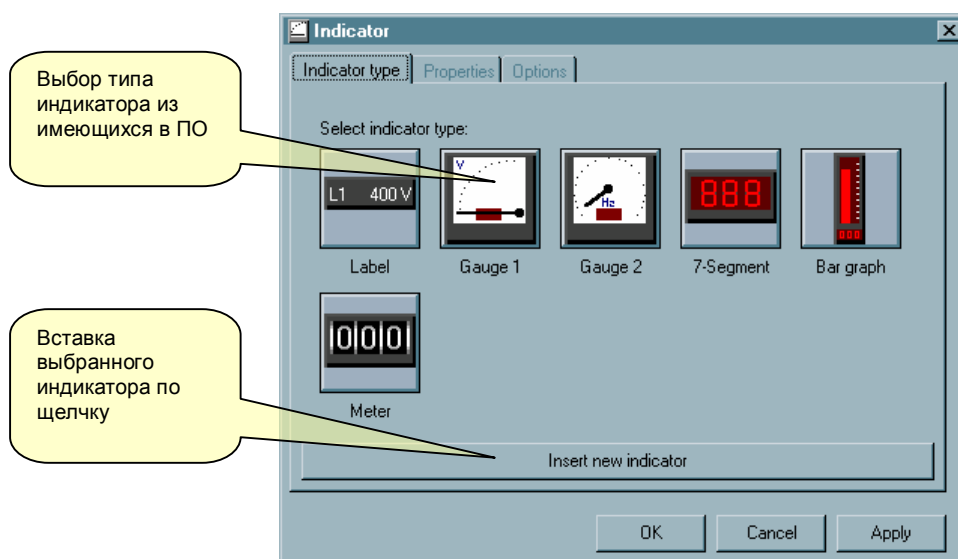 Indicator
Indicator type Properties Options
Выбор типа
индикатора из
имеющихся в ПО
Select indicator type:
L1 400 V
V
Hz
888
000
Label Gauge 1 Gauge 2 7-Segment Bar graph
000
Meter
Вставка
выбранного
индикатора по
щелчку
Insert new indicator
OK Cancel Apply